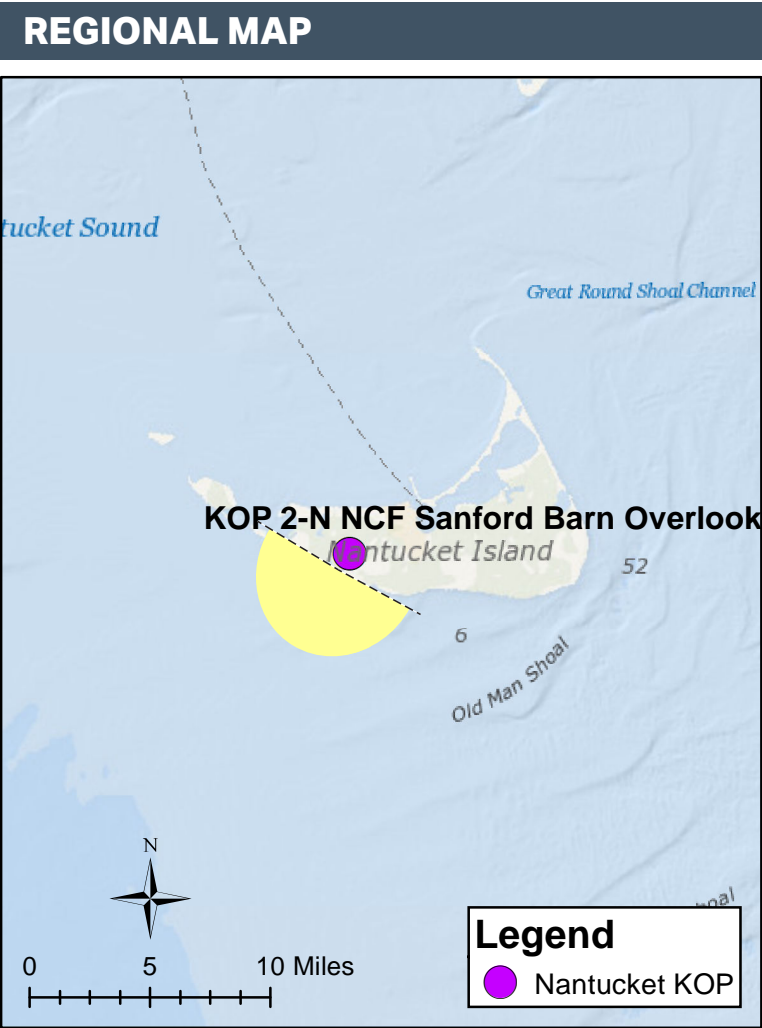 REGIONAL MAP
tucket Sound
Great Round Shoal Channel
KOP 2-N NCF Sanford Barn Overlook
Nantucket Island
52
6
Old Man Shoal
N
0 5 10 Miles
Legend
Nantucket KOP